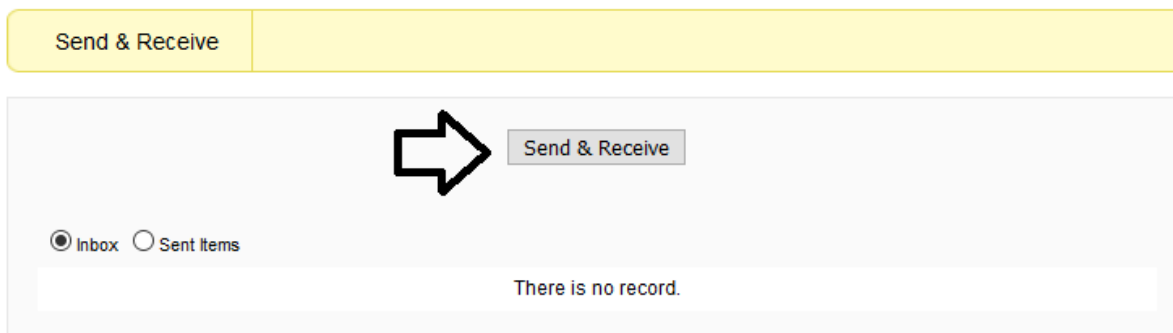 Send & Receive
Send & Receive
Inbox Sent Items
There is no record.